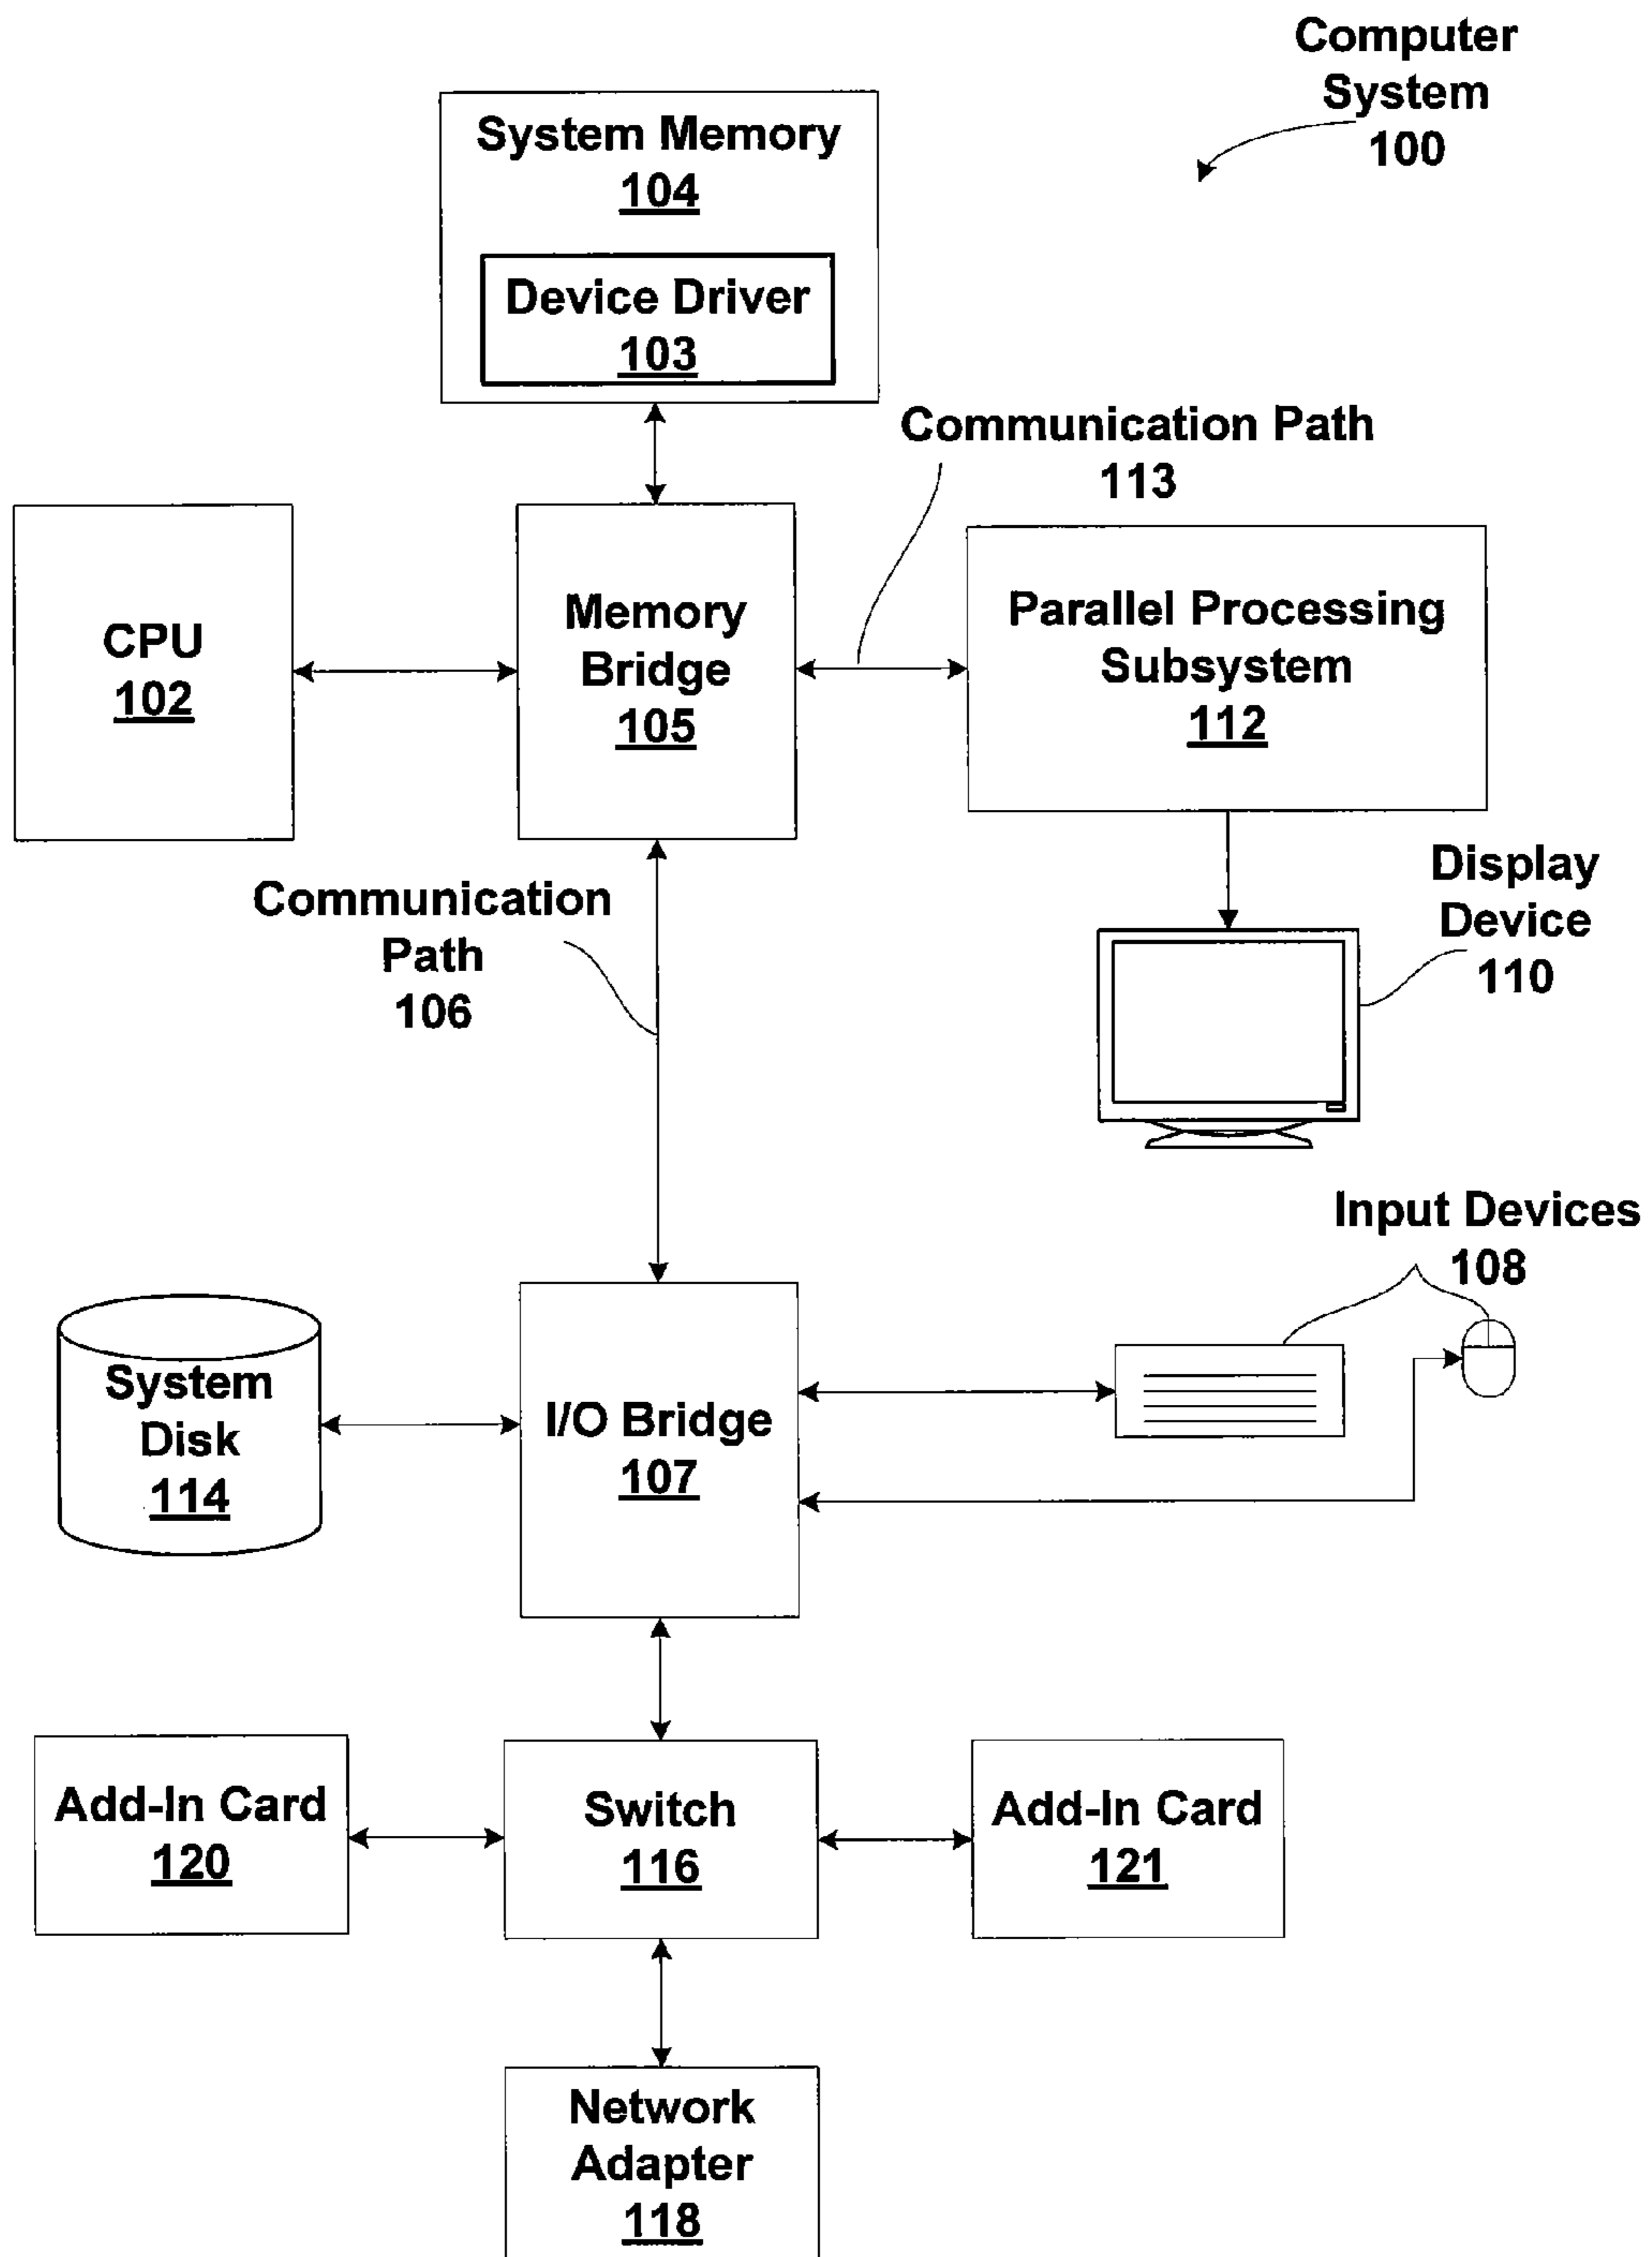 Computer
System
100
System Memory
104
Device Driver
103
Communication Path
113
CPU
102
Memory
Bridge
105
Parallel Processing
Subsystem
112
Communication
Path
106
Display
Device
110
Input Devices
108
System
Disk
114
I/O Bridge
107
Add-In Card
120
Switch
116
Add-In Card
121
Network
Adapter
118